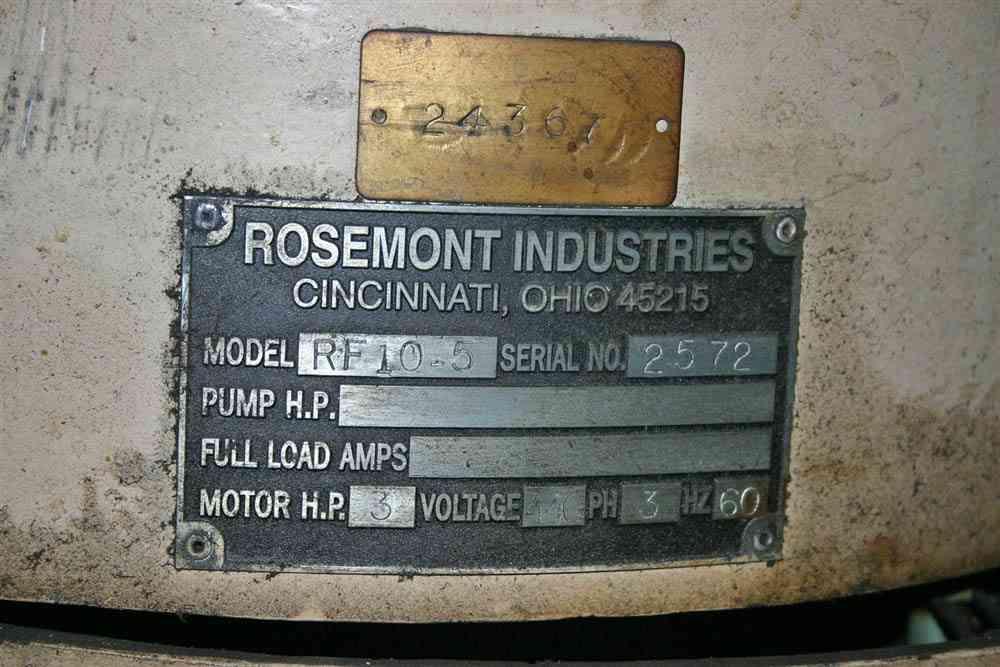 24367
ROSEMONT INDUSTRIES
CINCINNATI, OHIO 45215
MODEL RF10-5 SERIAL NO. 2572
PUMP H.P.
FULL LOAD AMPS
MOTOR H.P. 3 VOLTAGE PH 3 HZ 60